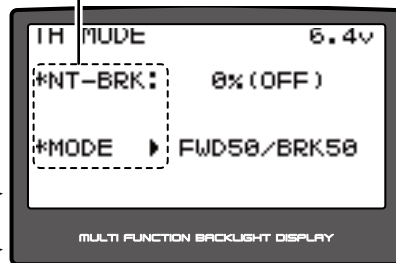 TH MODE 6.4v
*NT-BRK: 0%(OFF)
*MODE ▶ FWD50/BRK50
MULTI FUNCTION BACKLIGHT DISPLAY